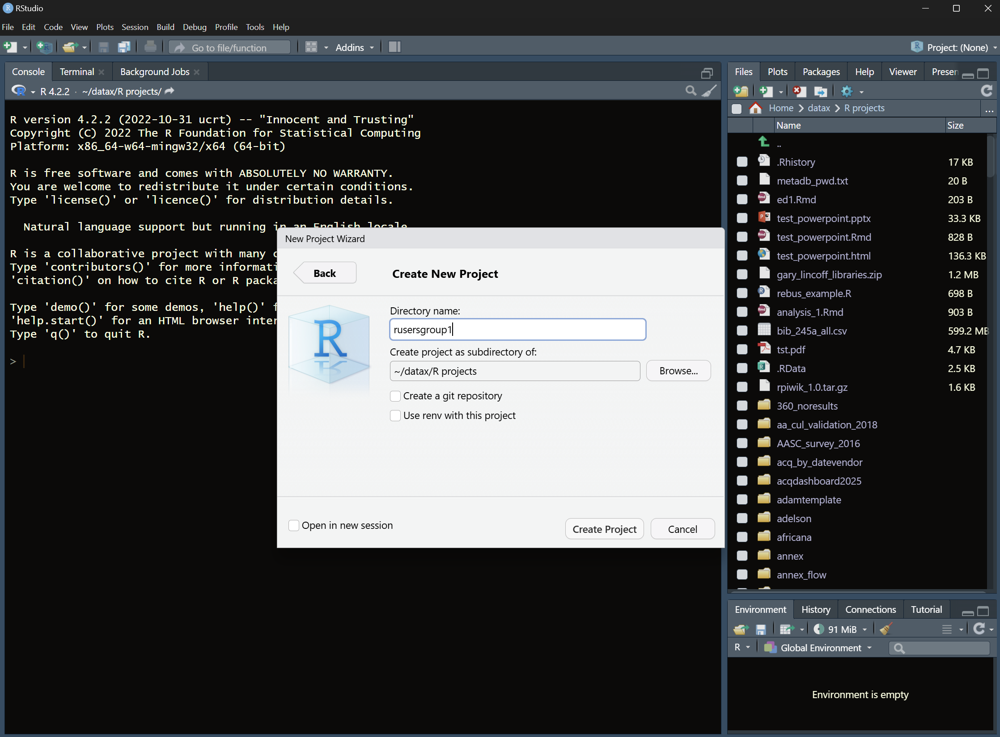 RStudio
File Edit Code View Plots Session Build Debug Profile Tools Help
Go to file/function
Addins
Project: (None)
Console Terminal Background Jobs
R 4.2.2 · ~/datax/R projects/
R version 4.2.2 (2022-10-31 ucrt) -- "Innocent and Trusting"
Copyright (C) 2022 The R Foundation for Statistical Computing
Platform: x86_64-w64-mingw32/x64 (64-bit)
R is free software and comes with ABSOLUTELY NO WARRANTY.
You are welcome to redistribute it under certain conditions.
Type 'license()' or 'licence()' for distribution details.
Natural language support but running in an English locale
R is a collaborative project with many c
Type 'contributors()' for more informati
'citation()' on how to cite R or R packa
Type 'demo()' for some demos, 'help()' f
'help.start()' for an HTML browser inter
Type 'q()' to quit R.
>
New Project Wizard
Back
Create New Project
Directory name:
rusersgroup1
Create project as subdirectory of:
~/datax/R projects
Browse...
Create a git repository
Use renv with this project
Open in new session
Create Project
Cancel
Files Plots Packages Help Viewer Presen
Home datax R projects
...
Name Size
..
.Rhistory 17 KB
metadb_pwd.txt 20 B
ed1.Rmd 203 B
test_powerpoint.pptx 33.3 KB
test_powerpoint.Rmd 828 B
test_powerpoint.html 136.3 KB
gary_lincoff_libraries.zip 1.2 MB
rebus_example.R 698 B
analysis_1.Rmd 903 B
bib_245a_all.csv 599.2 MB
tst.pdf 4.7 KB
.RData 2.5 KB
rpiwik_1.0.tar.gz 1.6 KB
360_noresults
aa_cul_validation_2018
AASC_survey_2016
acq_by_datevendor
acqdashboard2025
adamtemplate
adelson
africana
annex
annex_flow
Environment History Connections Tutorial
91 MiB
R Global Environment
Environment is empty